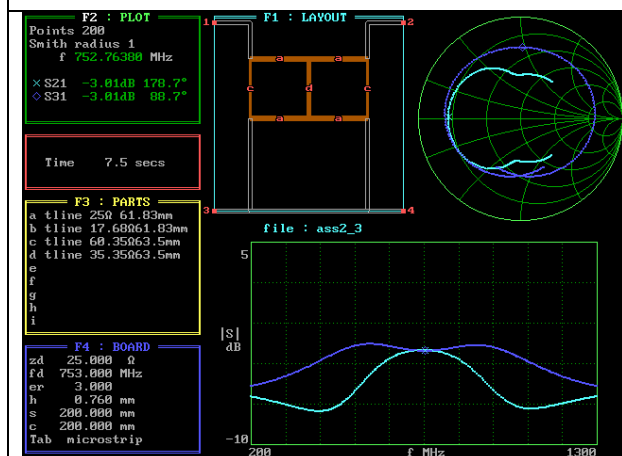 F2 : PLOT
Points 200
Smith radius 1
f 752.76380 MHz
× S21 -3.01dB 178.7°
◇ S31 -3.01dB 88.7°
Time 7.5 secs
F3 : PARTS
a tline 25Ω 61.83mm
b tline 17.68Ω61.83mm
c tline 60.35Ω63.5mm
d tline 35.35Ω63.5mm
e
f
g
h
i
F4 : BOARD
zd 25.000 Ω
fd 753.000 MHz
er 3.000
h 0.760 mm
s 200.000 mm
c 200.000 mm
Tab microstrip
F1 : LAYOUT
1 2
a a
c d c
a a
3 4
file : ass2_3
5
|S|
dB
-10
200 f MHz 1300